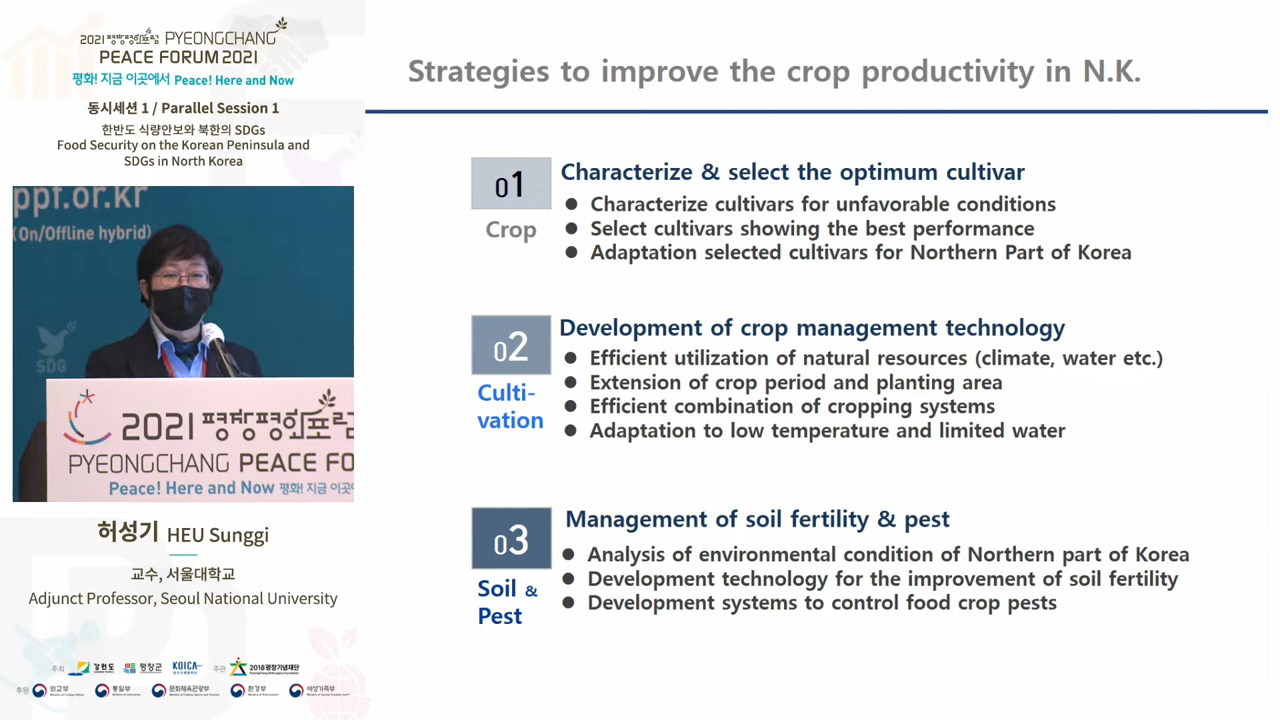 2021 평창평화포럼 PYEONGCHANG
PEACE FORUM 2021
평화! 지금 이곳에서 Peace! Here and Now
동시세션 1 / Parallel Session 1
한반도 식량안보와 북한의 SDGs
Food Security on the Korean Peninsula and
SDGs in North Korea
ppf.or.kr
(On/Offline hybrid)
SDG
2021 평창평화포럼
PYEONGCHANG PEACE FO
Peace! Here and Now 평화! 지금 이곳에
허성기 HEU Sunggi
교수, 서울대학교
Adjunct Professor, Seoul National University
주최 강원도 평창군 KOICA 주관 2018평창기념재단
후원 외교부 통일부 문화체육관광부 환경부 여성가족부
Strategies to improve the crop productivity in N.K.
01 Characterize & select the optimum cultivar
Crop
● Characterize cultivars for unfavorable conditions
● Select cultivars showing the best performance
● Adaptation selected cultivars for Northern Part of Korea
02 Development of crop management technology
Culti-
vation
● Efficient utilization of natural resources (climate, water etc.)
● Extension of crop period and planting area
● Efficient combination of cropping systems
● Adaptation to low temperature and limited water
03 Management of soil fertility & pest
Soil &
Pest
● Analysis of environmental condition of Northern part of Korea
● Development technology for the improvement of soil fertility
● Development systems to control food crop pests